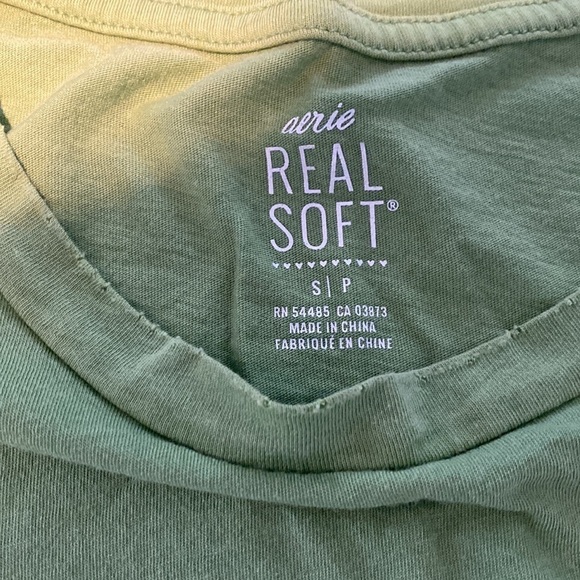 aerie
REAL
SOFT®
S | P
RN 54485 CA 03873
MADE IN CHINA
FABRIQUÉ EN CHINE